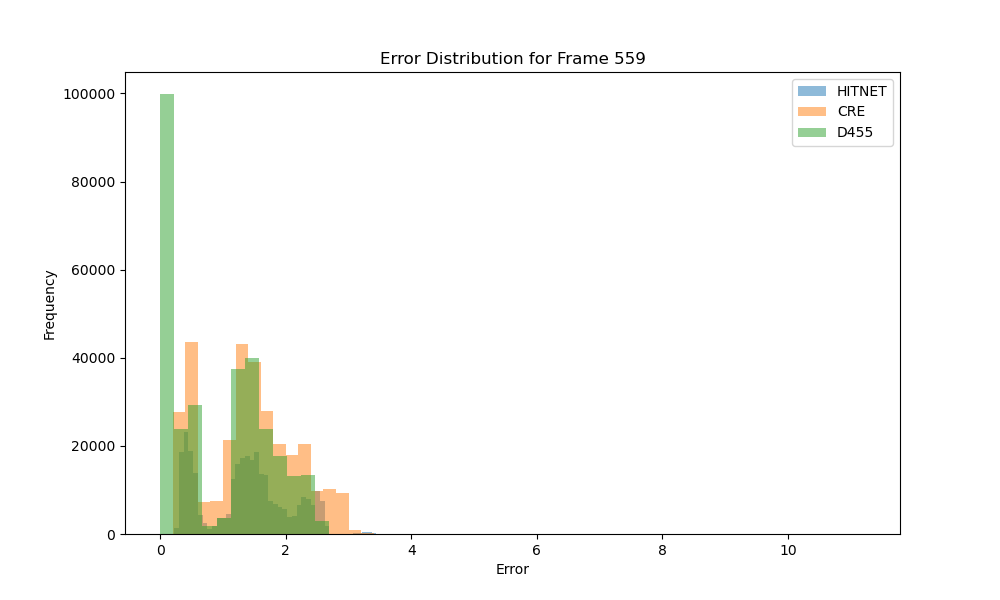 Error Distribution for Frame 559
HITNET
CRE
D455
100000
80000
60000
40000
20000
0
Frequency
0 2 4 6 8 10
Error